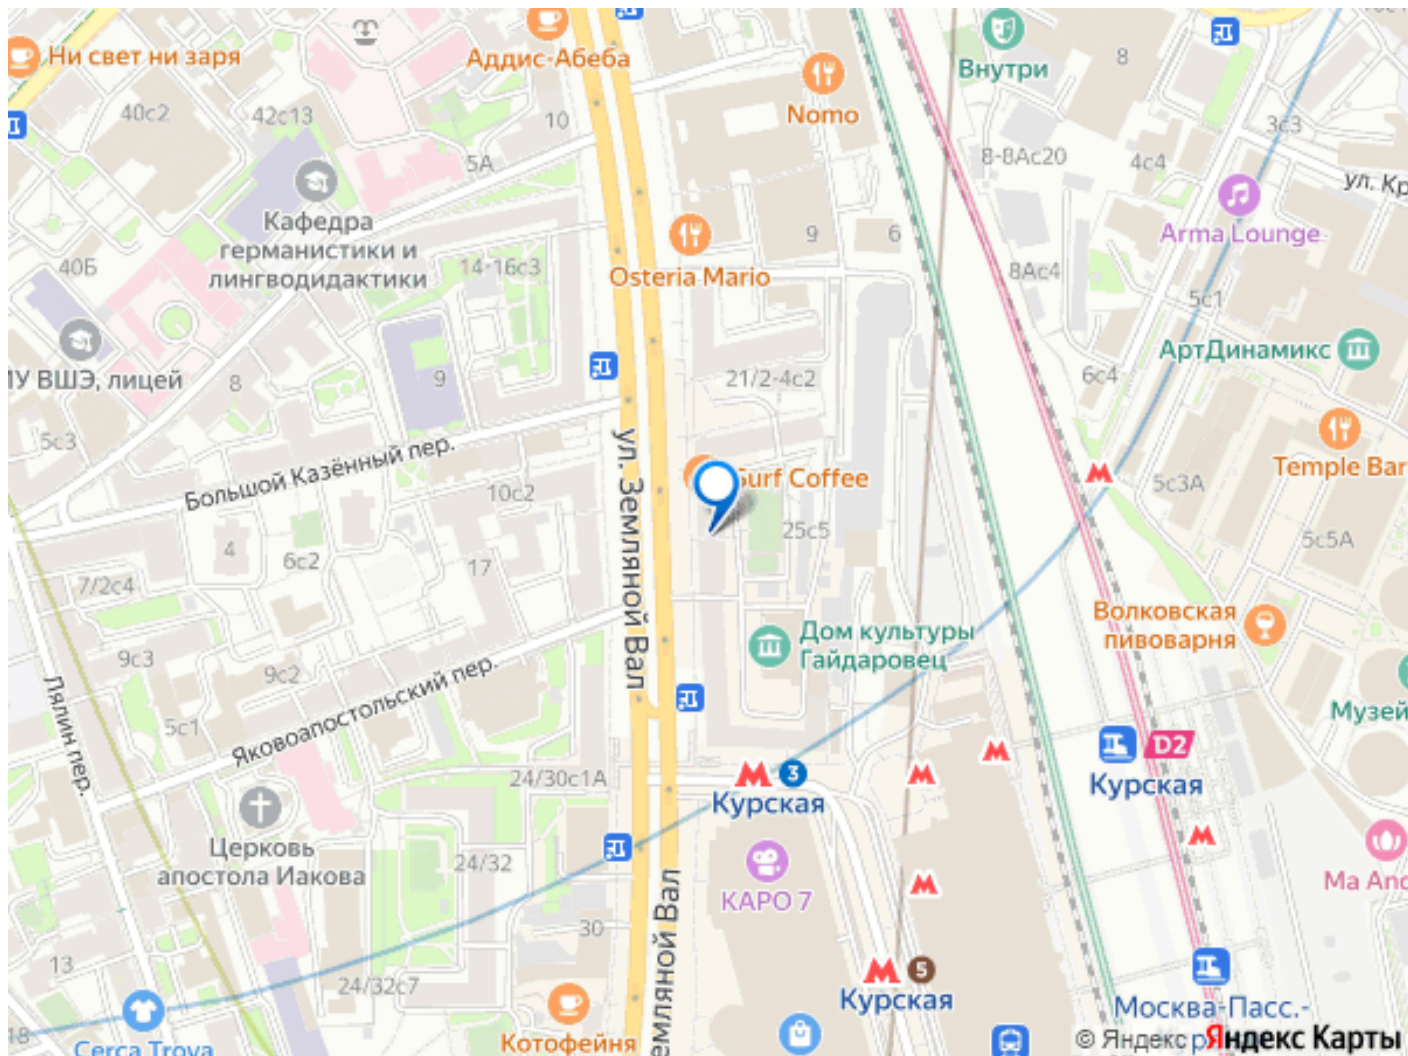 Ни свет ни заря
Аддис-Абеба
Внутри
8
Nomo
40с2
42с13
10
5А
3с3
8-8Ас20
4с4
ул. Кр
Кафедра
германистики и
лингводидактики
Arma Lounge
9
6
40Б
14-16с3
Osteria Mario
8Ас4
5с1
АртДинамикс
ИУ ВШЭ, лицей
8
9
21/2-4с2
6с4
5с3
Большой Казённый пер.
ул. Земляной Вал
Surf Coffee
Temple Bar
10с2
5с3А
4
6с2
25с5
5с5А
17
7/2с4
Волковская
пивоварня
Дом культуры
Гайдаровец
9с3
9с2
Яковоапостольский пер.
Лялин пер.
5с1
Музей
D2
Курская
24/30с1А
3
Курская
Церковь
апостола Иакова
24/32
КАРО 7
Ma
30
13
24/32с7
5
Курская
Земляной Вал
Москва-Пасс.-
18
Cerca Trova
Котофейня
© Яндекс
Яндекс Карты